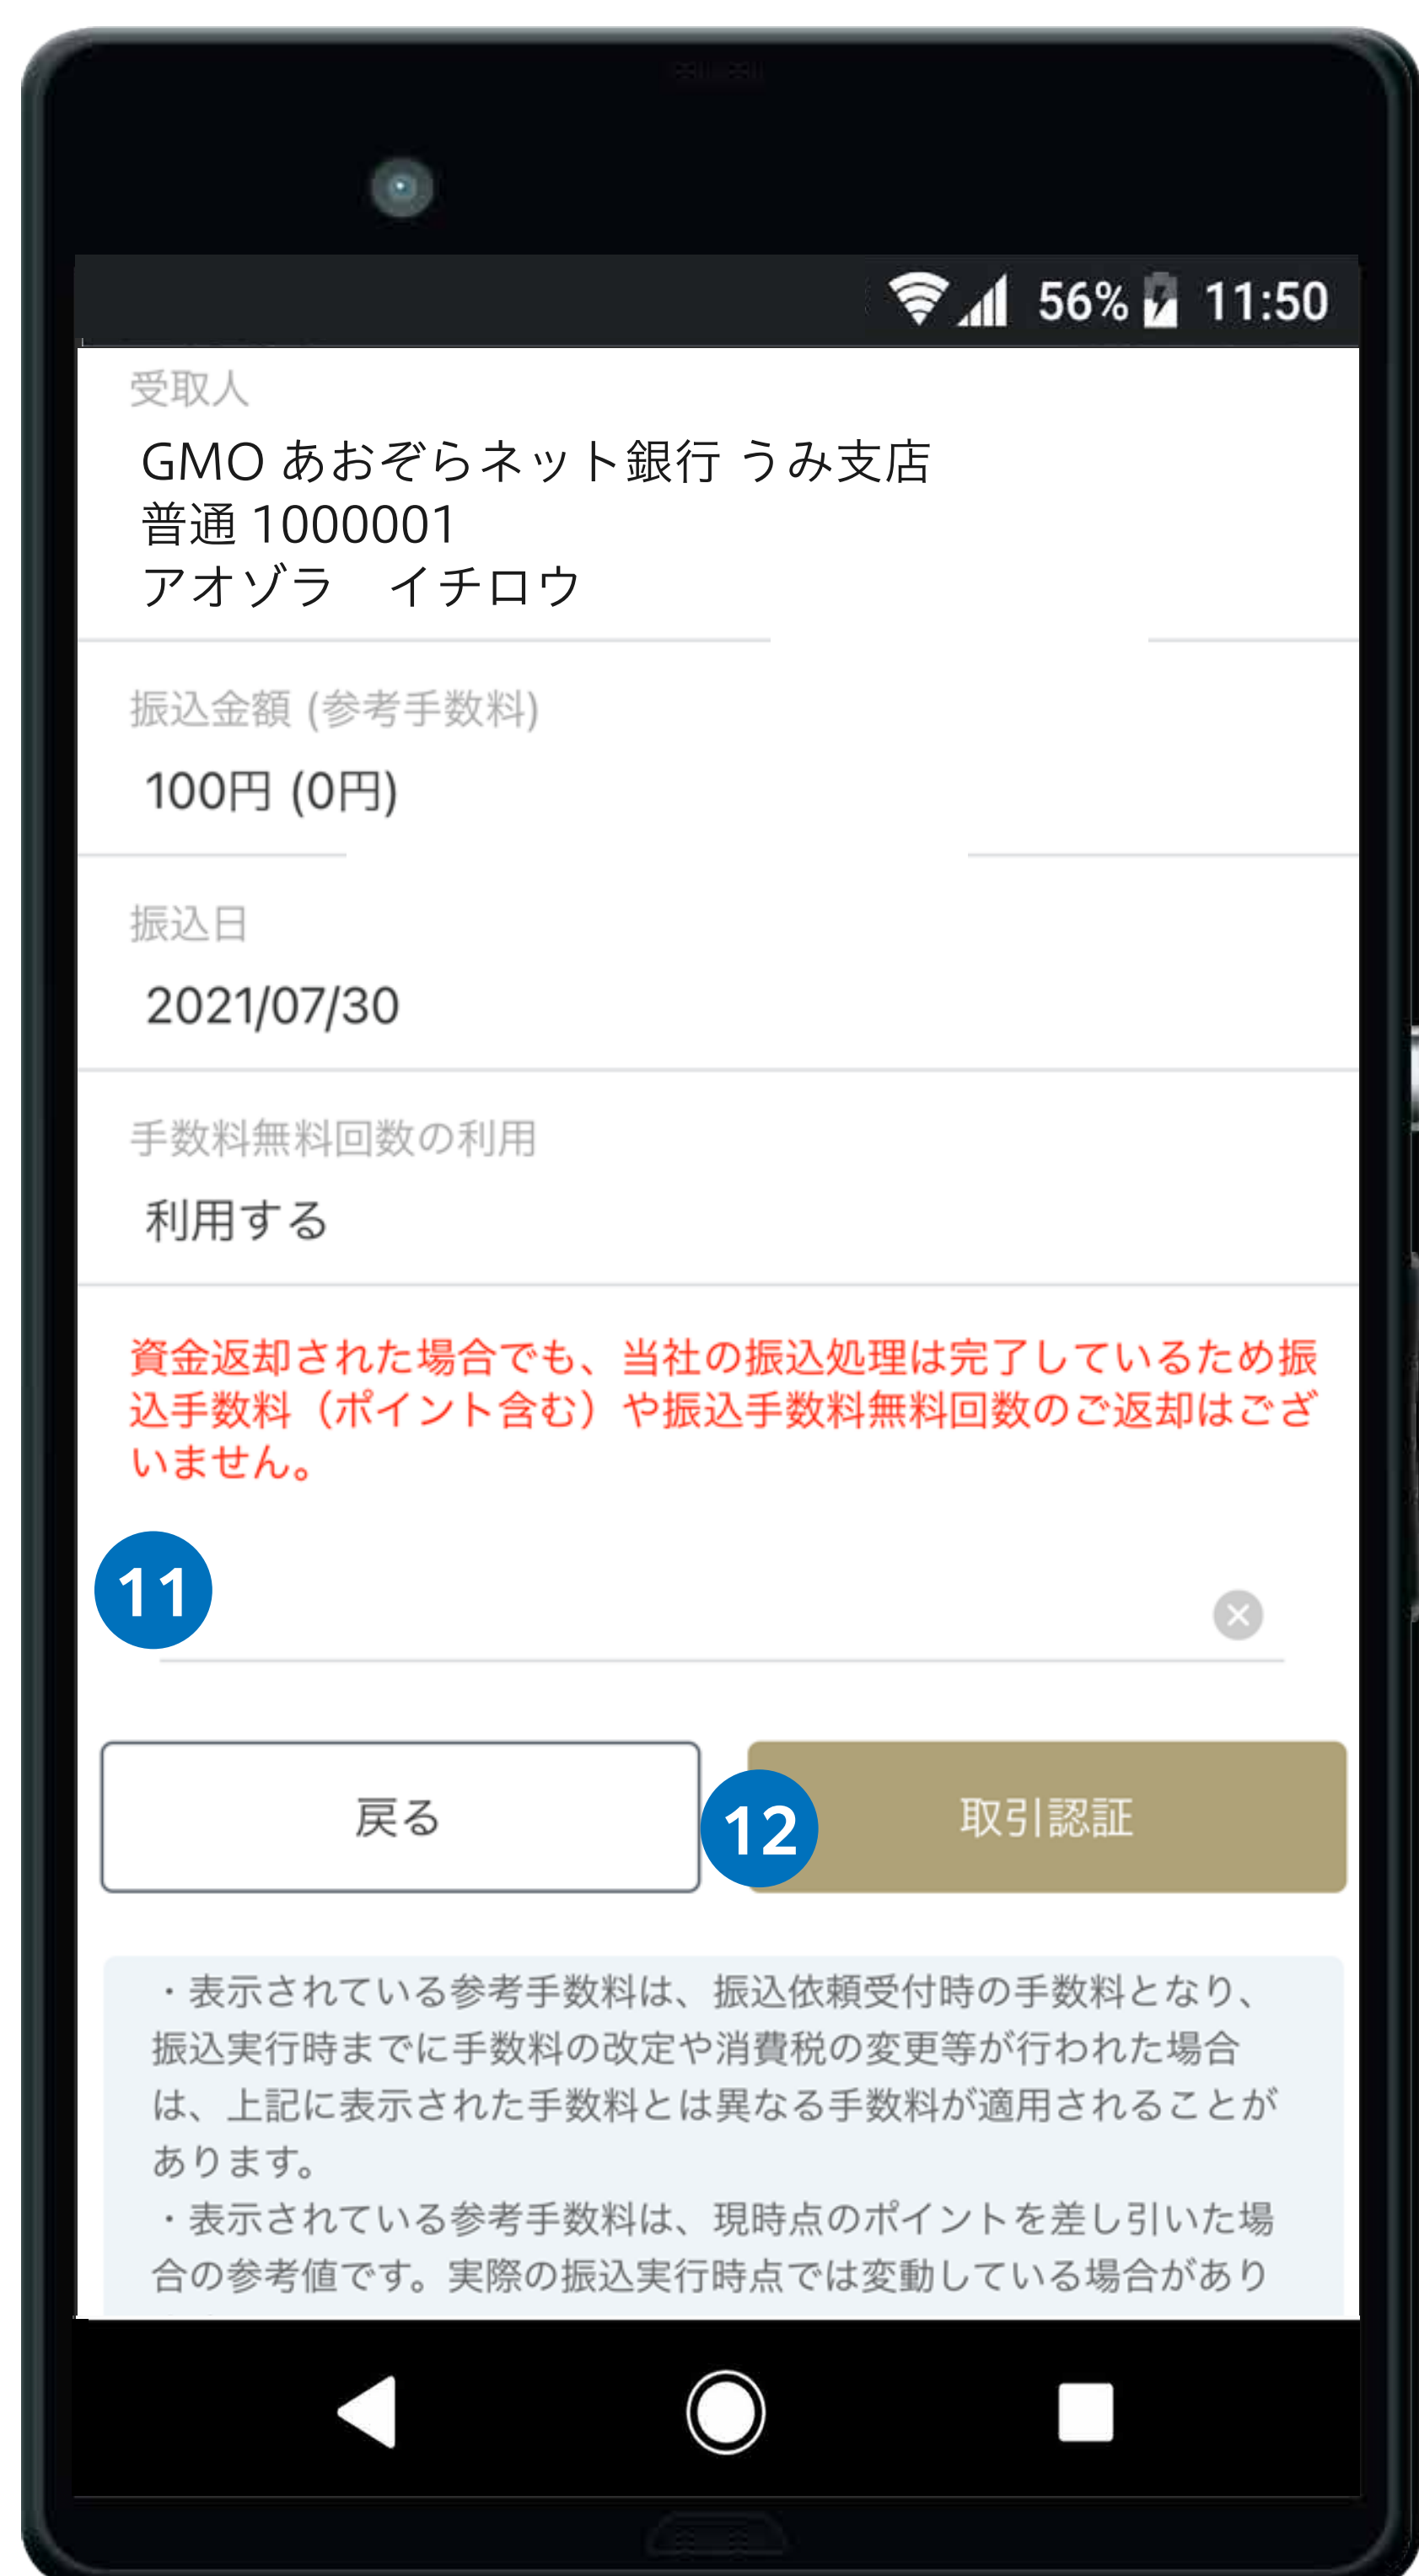 56% 11:50
受取人
GMO あおぞらネット銀行 うみ支店
普通 1000001
アオゾラ　イチロウ
振込金額 (参考手数料)
100円 (0円)
振込日
2021/07/30
手数料無料回数の利用
利用する
資金返却された場合でも、当社の振込処理は完了しているため振
込手数料（ポイント含む）や振込手数料無料回数のご返却はござ
いません。
11
戻る
12 取引認証
・表示されている参考手数料は、振込依頼受付時の手数料となり、
振込実行時までに手数料の改定や消費税の変更等が行われた場合
は、上記に表示された手数料とは異なる手数料が適用されることが
あります。
・表示されている参考手数料は、現時点のポイントを差し引いた場
合の参考値です。実際の振込実行時点では変動している場合があり